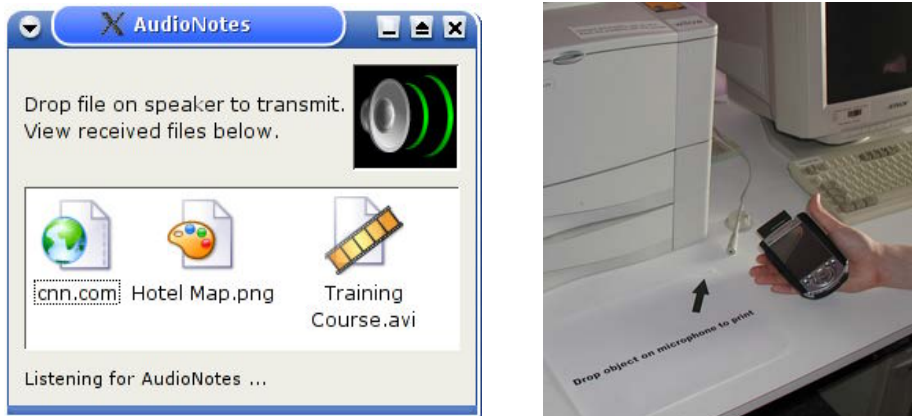 AudioNotes
Drop file on speaker to transmit.
View received files below.
cnn.com
Hotel Map.png
Training
Course.avi
Listening for AudioNotes ...
Drop object on microphone to print